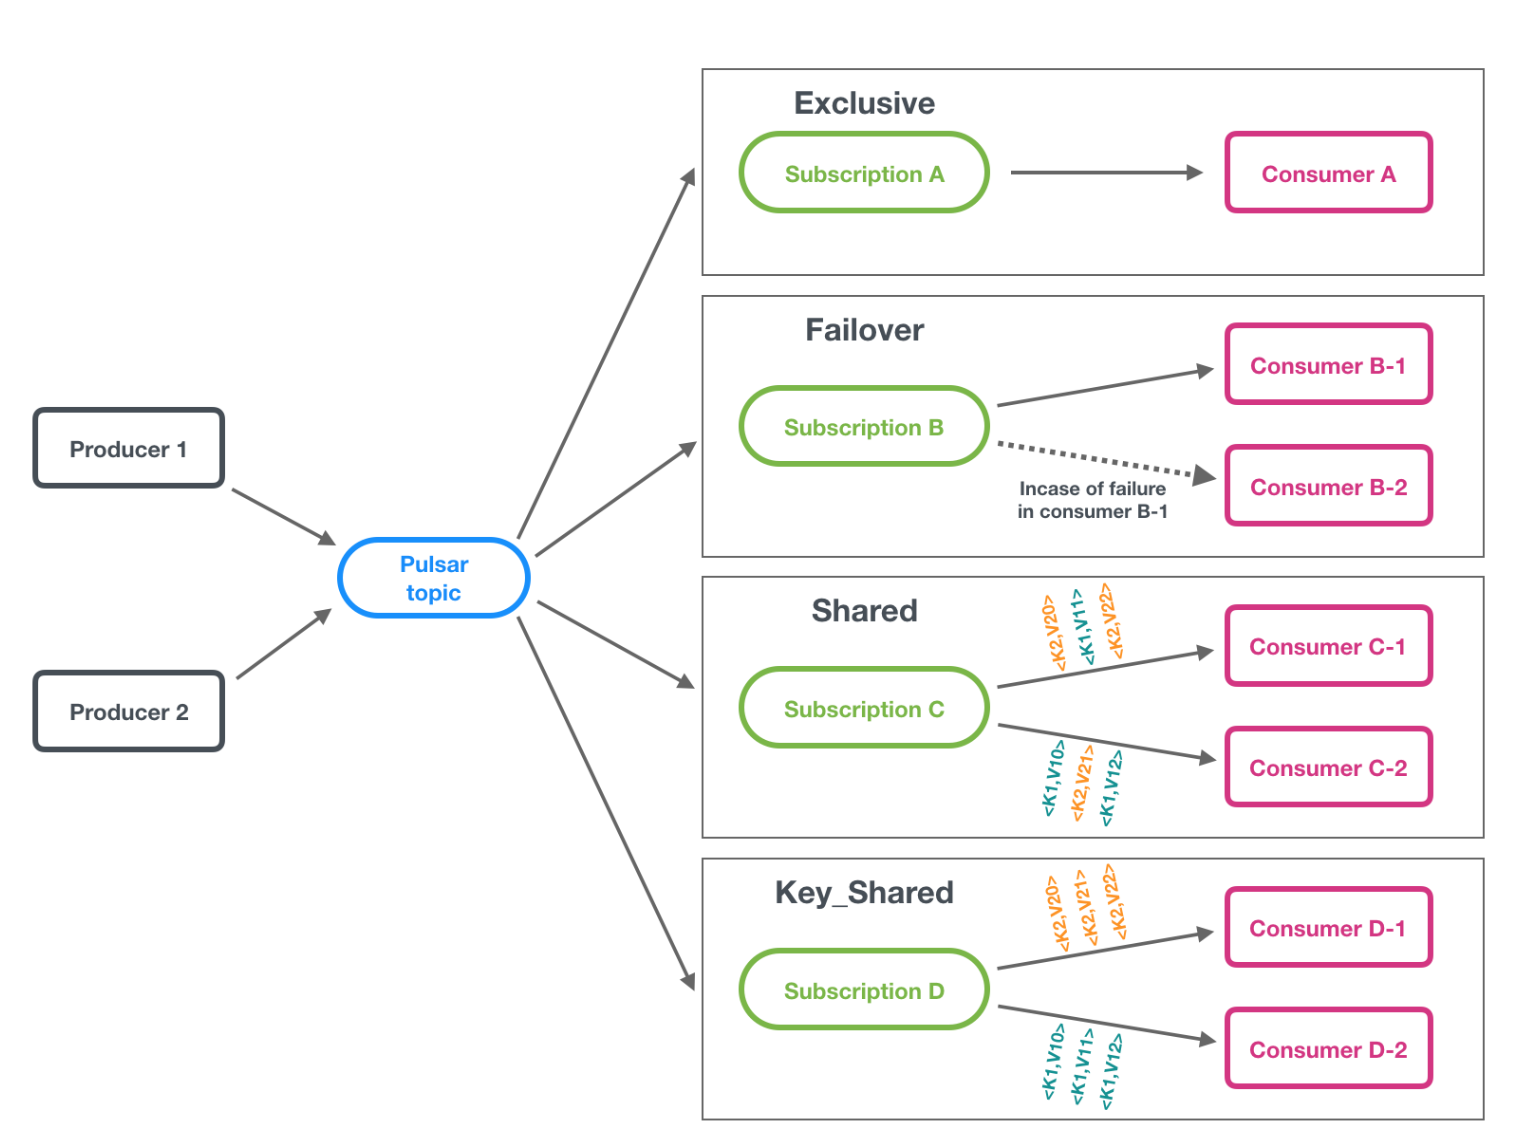 Producer 1
Producer 2
Pulsar
topic
Exclusive
Subscription A
Consumer A
Failover
Subscription B
Consumer B-1
Consumer B-2
Incase of failure
in consumer B-1
Shared
Subscription C
<K2,V20>
<K1,V11>
<K2,V22>
Consumer C-1
<K1,V10>
<K2,V21>
<K1,V12>
Consumer C-2
Key_Shared
Subscription D
<K2,V20>
<K2,V21>
<K2,V22>
Consumer D-1
<K1,V10>
<K1,V11>
<K1,V12>
Consumer D-2